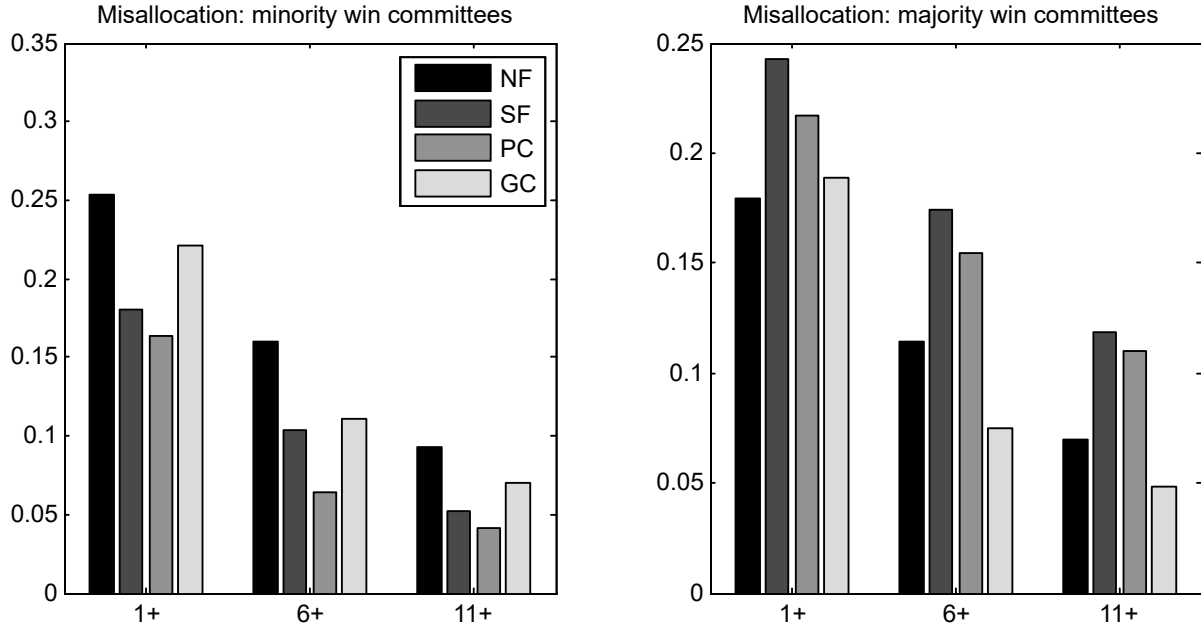 Misallocation: minority win committees
0.35
0.3
0.25
0.2
0.15
0.1
0.05
0
1+ 6+ 11+
NF
SF
PC
GC
Misallocation: majority win committees
0.25
0.2
0.15
0.1
0.05
0
1+ 6+ 11+